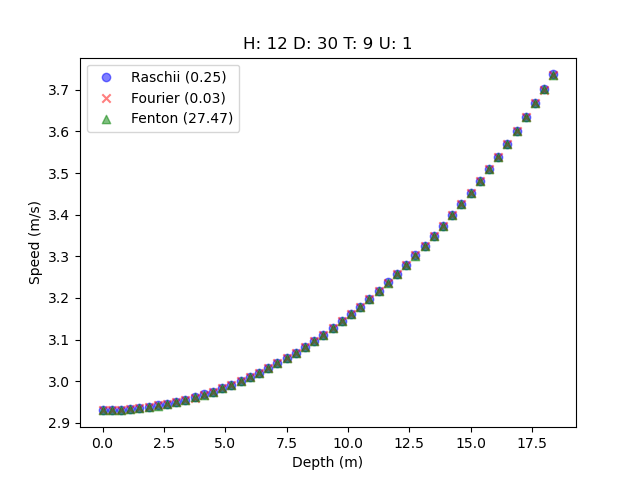 H: 12 D: 30 T: 9 U: 1
Raschii (0.25)
Fourier (0.03)
Fenton (27.47)
Speed (m/s)
3.7
3.6
3.5
3.4
3.3
3.2
3.1
3.0
2.9
0.0 2.5 5.0 7.5 10.0 12.5 15.0 17.5
Depth (m)